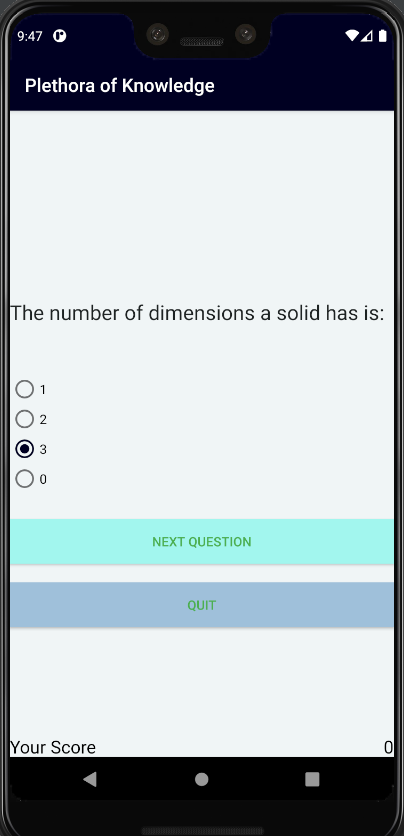 9:47
Plethora of Knowledge
The number of dimensions a solid has is:
1
2
3
0
NEXT QUESTION
QUIT
Your Score 0